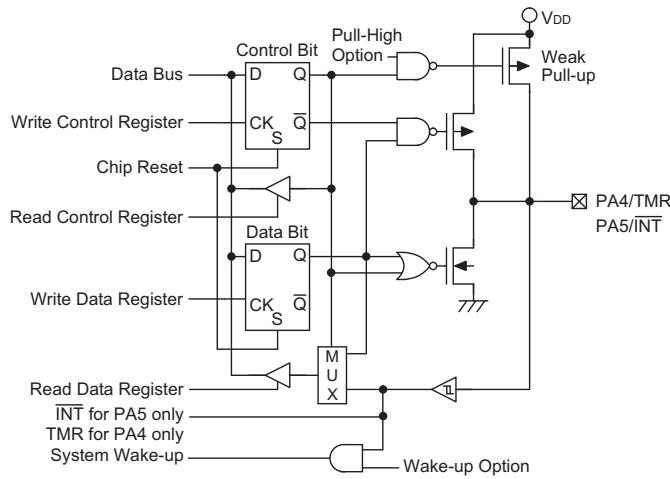 VDD
Control Bit
Pull-High
Option
Weak
Pull-up
Data Bus
D
Q
Write Control Register
CK
Q̅
S
Chip Reset
Read Control Register
PA4/TMR
PA5/I̅N̅T̅
Data Bit
D
Q
Write Data Register
CK
Q̅
S
M
U
X
Read Data Register
I̅N̅T̅ for PA5 only
TMR for PA4 only
System Wake-up
Wake-up Option